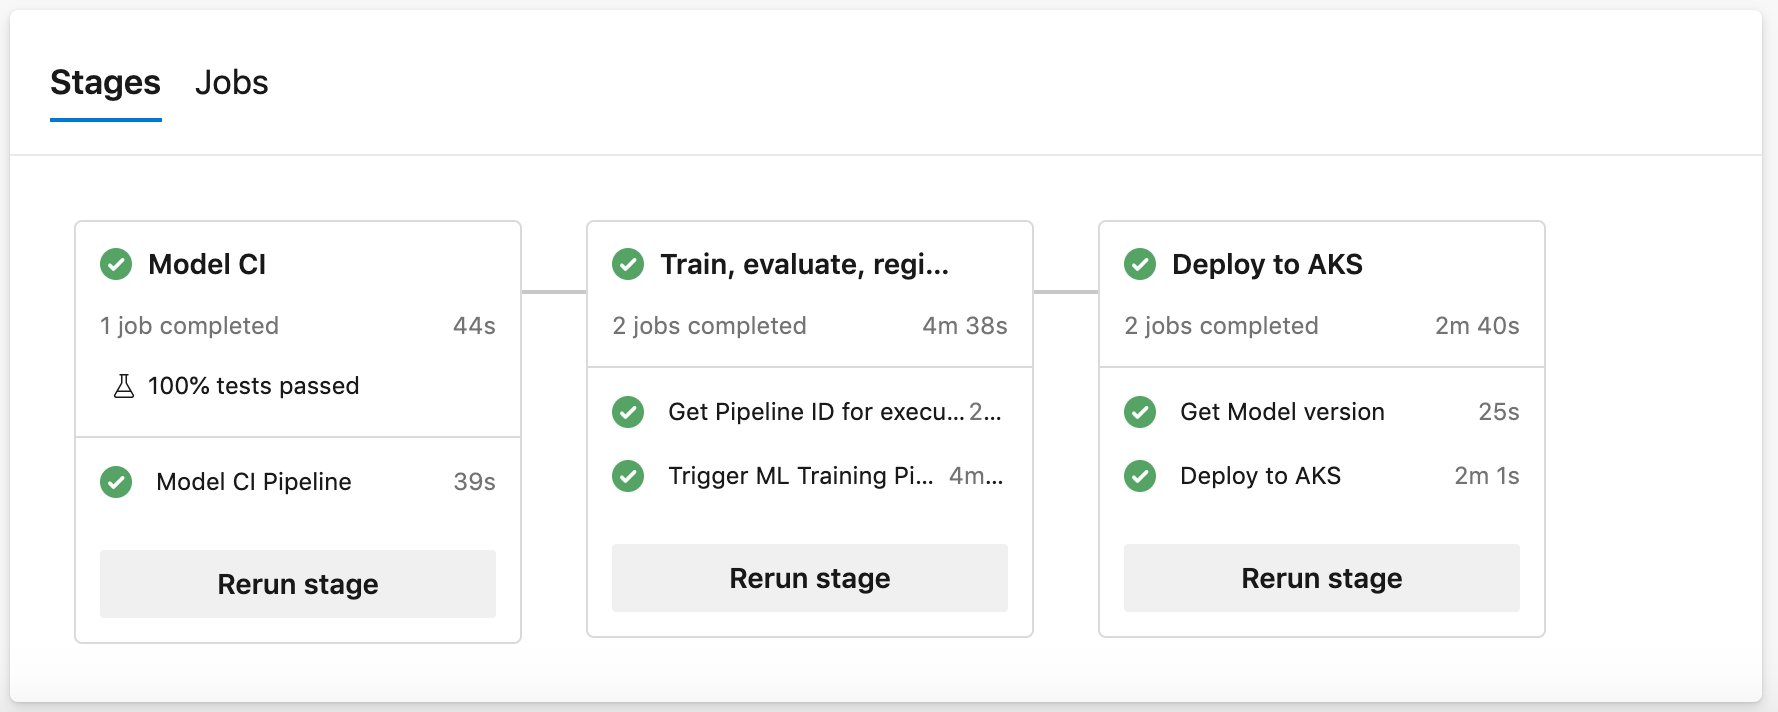 Stages Jobs
Model CI
1 job completed 44s
100% tests passed
Model CI Pipeline 39s
Rerun stage
Train, evaluate, regi...
2 jobs completed 4m 38s
Get Pipeline ID for execu... 2...
Trigger ML Training Pi... 4m...
Rerun stage
Deploy to AKS
2 jobs completed 2m 40s
Get Model version 25s
Deploy to AKS 2m 1s
Rerun stage